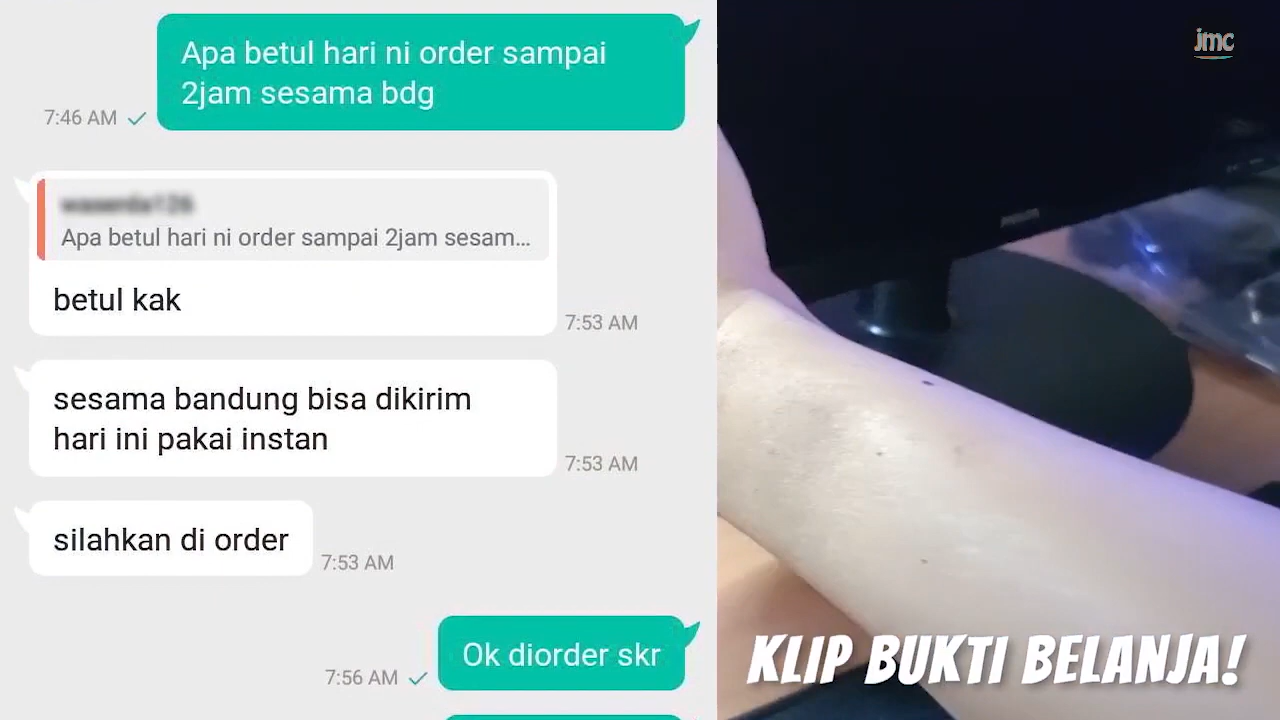 Apa betul hari ni order sampai
2jam sesama bdg
7:46 AM
Apa betul hari ni order sampai 2jam sesam...
betul kak
7:53 AM
sesama bandung bisa dikirim
hari ini pakai instan
7:53 AM
silahkan di order
7:53 AM
Ok diorder skr
7:56 AM
jmc
KLIP BUKTI BELANJA!